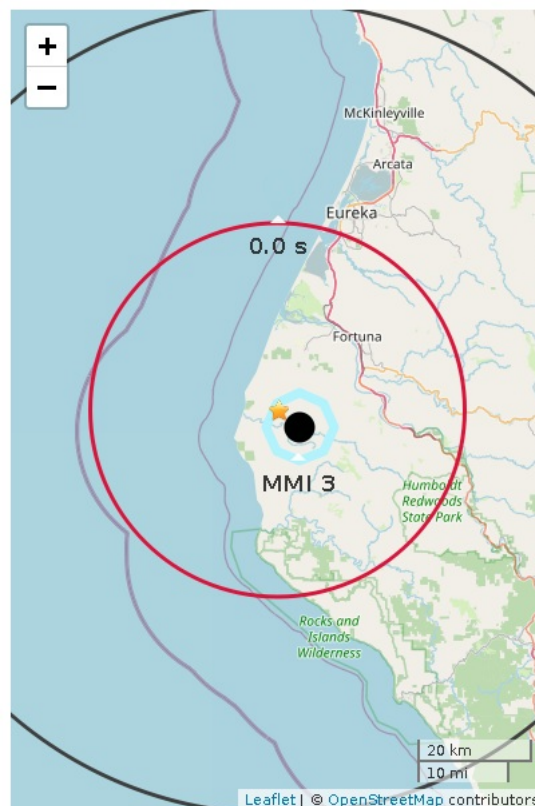 +
−
McKinleyville
Arcata
Eureka
0.0 s
Fortuna
MMI 3
Humboldt
Redwoods
State Park
Rocks and
Islands
Wilderness
20 km
10 mi
Leaflet | © OpenStreetMap contributors